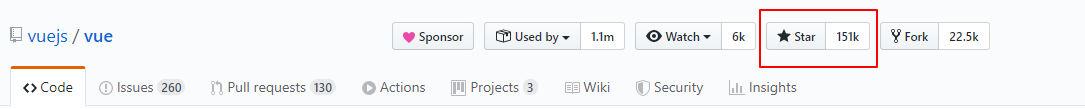 vuejs / vue Sponsor Used by 1.1m Watch 6k Star 151k Fork 22.5k
Code Issues 260 Pull requests 130 Actions Projects 3 Wiki Security Insights